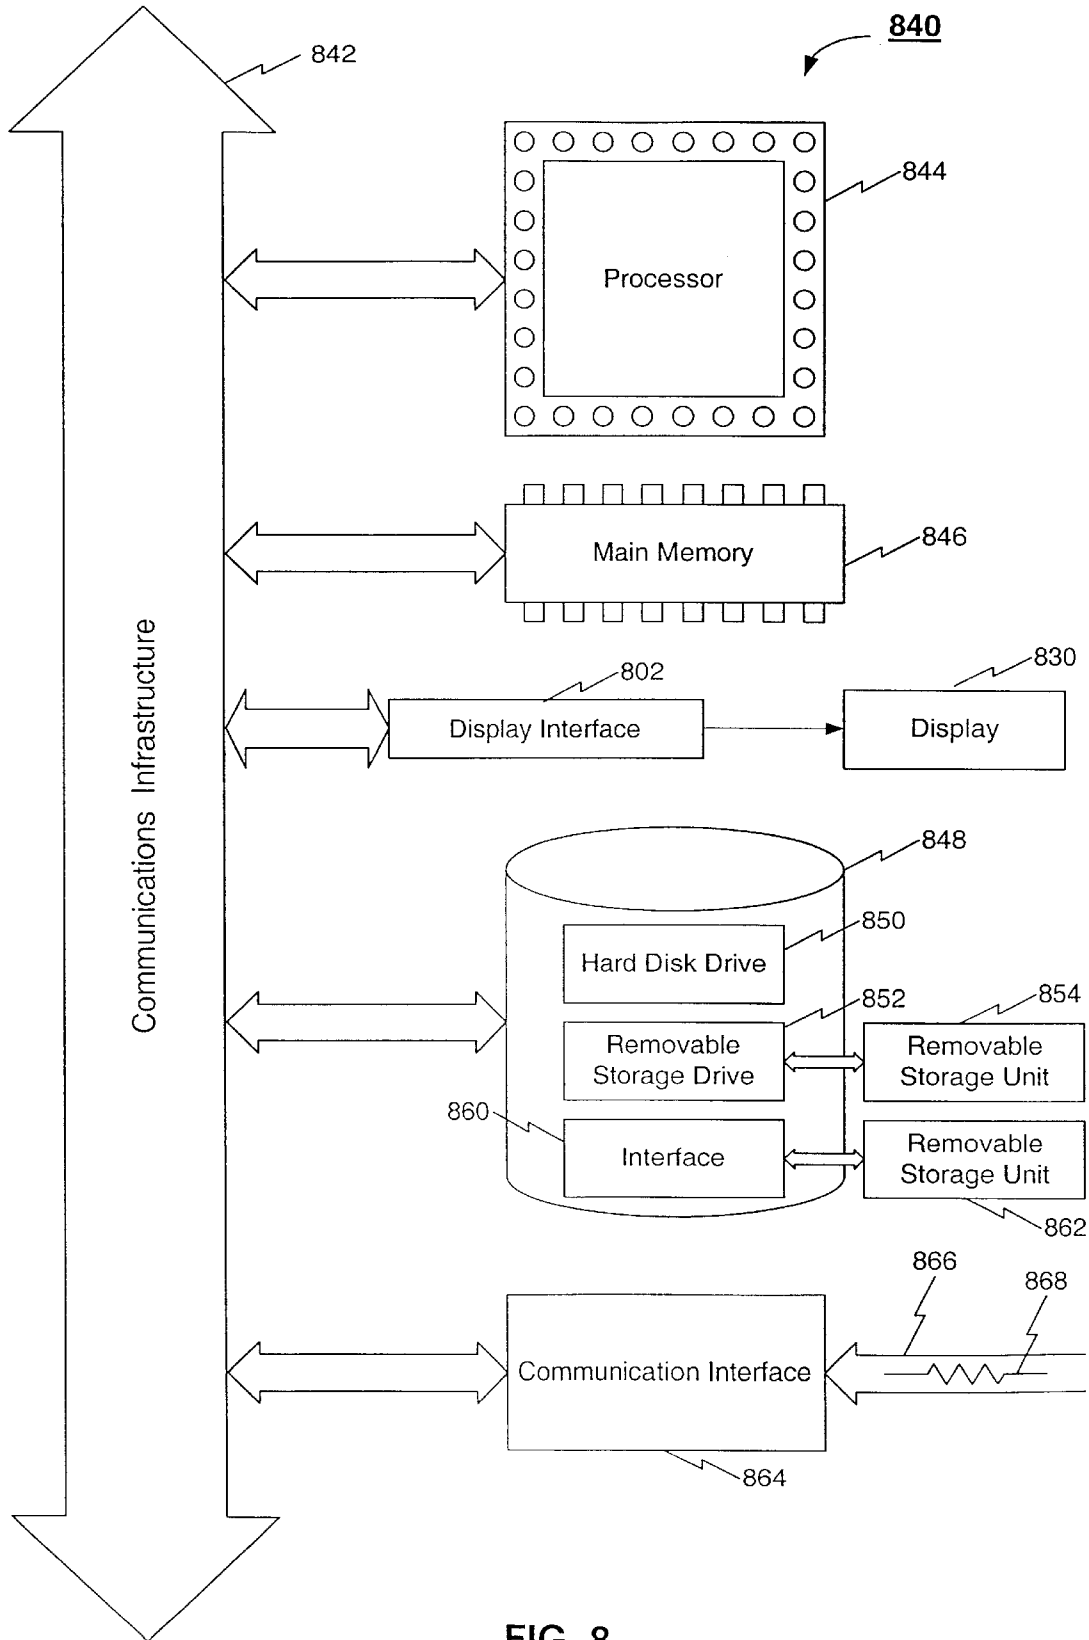 840
842
844
Processor
846
Main Memory
802
830
Display Interface
Display
Communications Infrastructure
848
850
Hard Disk Drive
852
854
Removable
Storage Drive
Removable
Storage Unit
860
Interface
Removable
Storage Unit
862
866
868
Communication Interface
864
FIG. 8